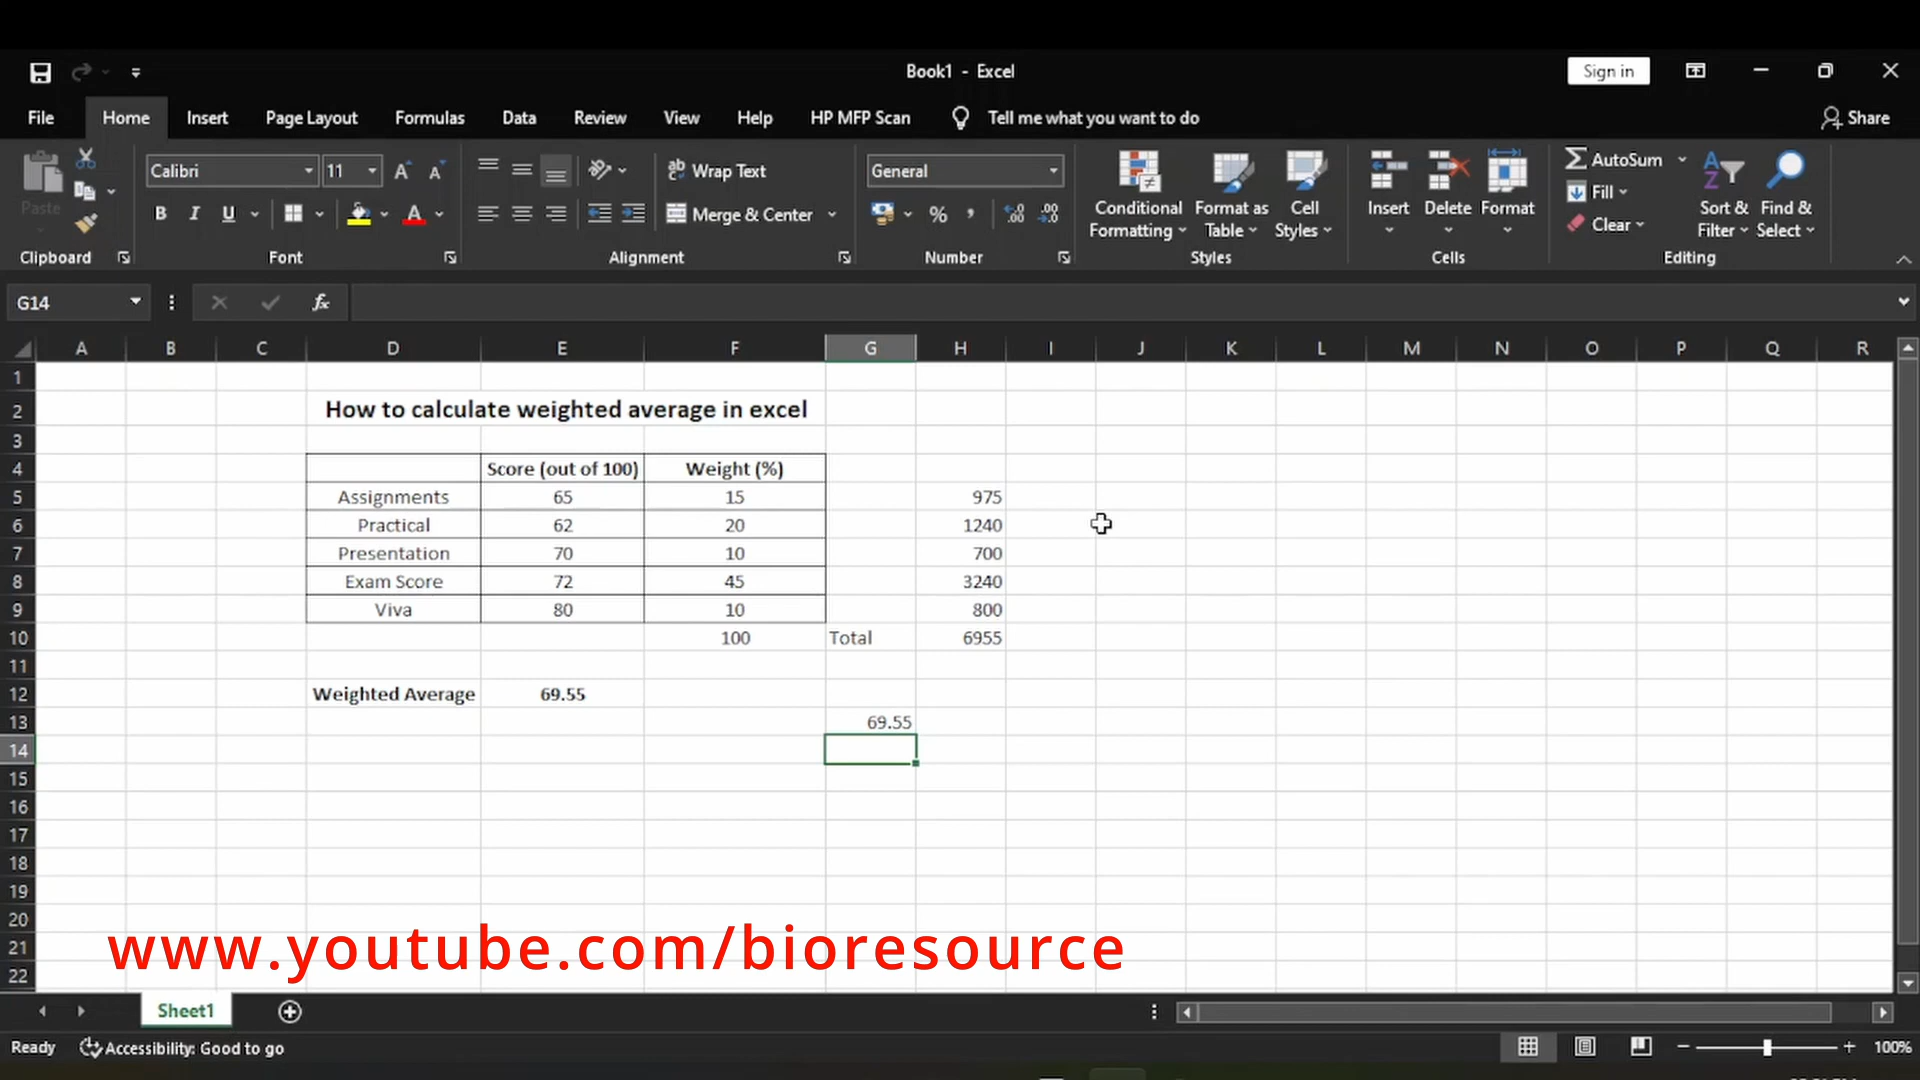 Book1 - Excel
Sign in
File Home Insert Page Layout Formulas Data Review View Help HP MFP Scan Tell me what you want to do Share
Calibri 11 Wrap Text General AutoSum
Paste Fill
B I U Merge & Center % , Conditional Formatting Format as Table Cell Styles Insert Delete Format Clear Sort & Filter Find & Select
Clipboard Font Alignment Number Styles Cells Editing
G14 fx
A B C D E F G H I J K L M N O P Q R
1
2 How to calculate weighted average in excel
3
4 Score (out of 100) Weight (%)
5 Assignments 65 15 975
6 Practical 62 20 1240
7 Presentation 70 10 700
8 Exam Score 72 45 3240
9 Viva 80 10 800
10 100 Total 6955
11
12 Weighted Average 69.55
13 69.55
14
15
16
17
18
19
20
www.youtube.com/bioresource
21
22
Sheet1
Ready Accessibility: Good to go 100%